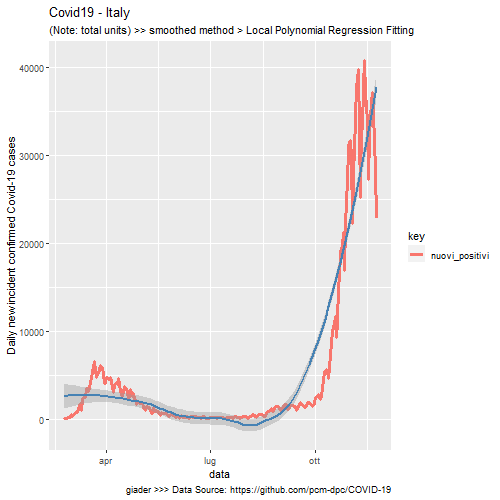 Covid19 - Italy
(Note: total units) >> smoothed method > Local Polynomial Regression Fitting
Daily new incident confirmed Covid-19 cases
40000
30000
20000
10000
0
key
nuovi_positivi
apr
lug
ott
data
giader >>> Data Source: https://github.com/pcm-dpc/COVID-19